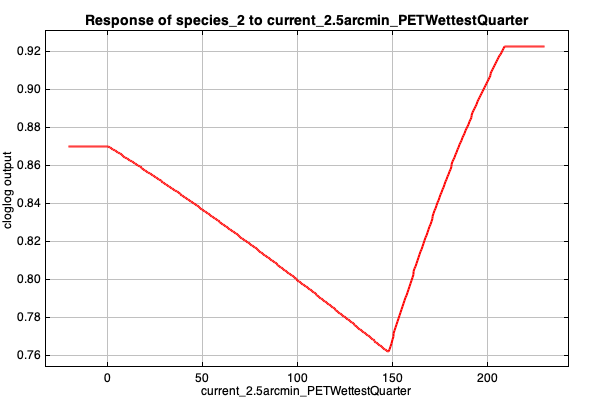 Response of species_2 to current_2.5arcmin_PETWettestQuarter
0.92
0.90
0.88
0.86
0.84
0.82
0.80
0.78
0.76
cloglog output
0 50 100 150 200
current_2.5arcmin_PETWettestQuarter